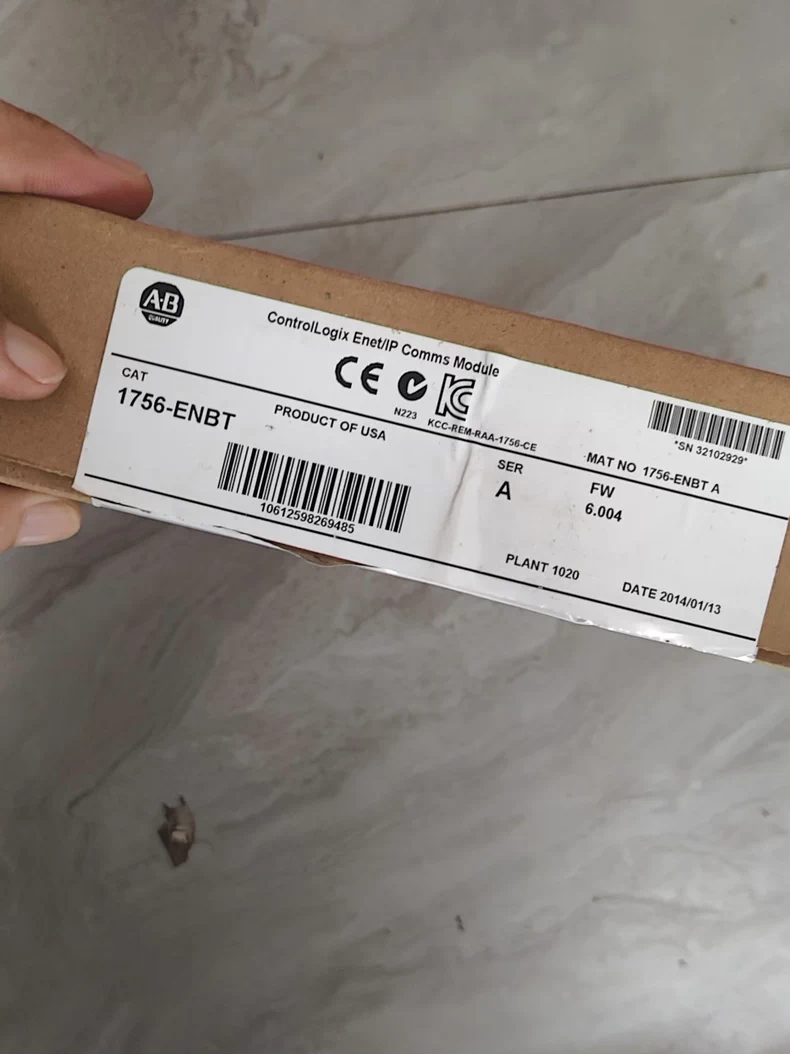 A·B
QUALITY
ControlLogix Enet/IP Comms Module
CE
N223
KCC-REM-RAA-1756-CE
*SN 32102929*
CAT
1756-ENBT
PRODUCT OF USA
10612598269485
SER
A
MAT NO 1756-ENBT A
FW
6.004
PLANT 1020
DATE 2014/01/13